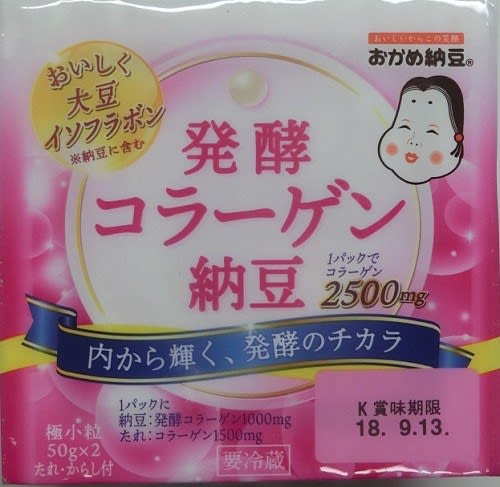 おいしいからこの笑顔
おかめ納豆®
おいしく
大豆
イソフラボン
※納豆に含む
発酵
コラーゲン
納豆
1パックで
コラーゲン
2500mg
内から輝く、発酵のチカラ
1パックに
納豆:発酵コラーゲン1000mg
たれ:コラーゲン1500mg
極小粒
50g×2
たれ・からし付
要冷蔵
K 賞味期限
18. 9.13.